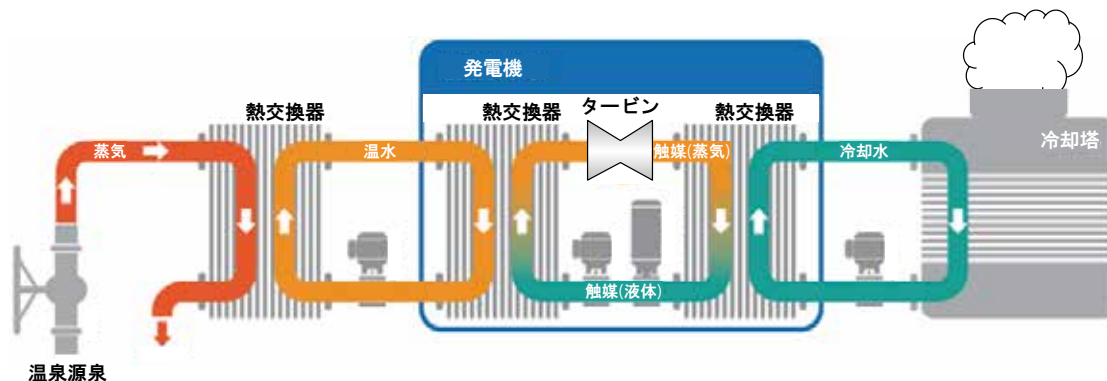 発電機
熱交換器
熱交換器
タービン
熱交換器
蒸気
温水
触媒(蒸気)
冷却水
冷却塔
触媒(液体)
温泉源泉